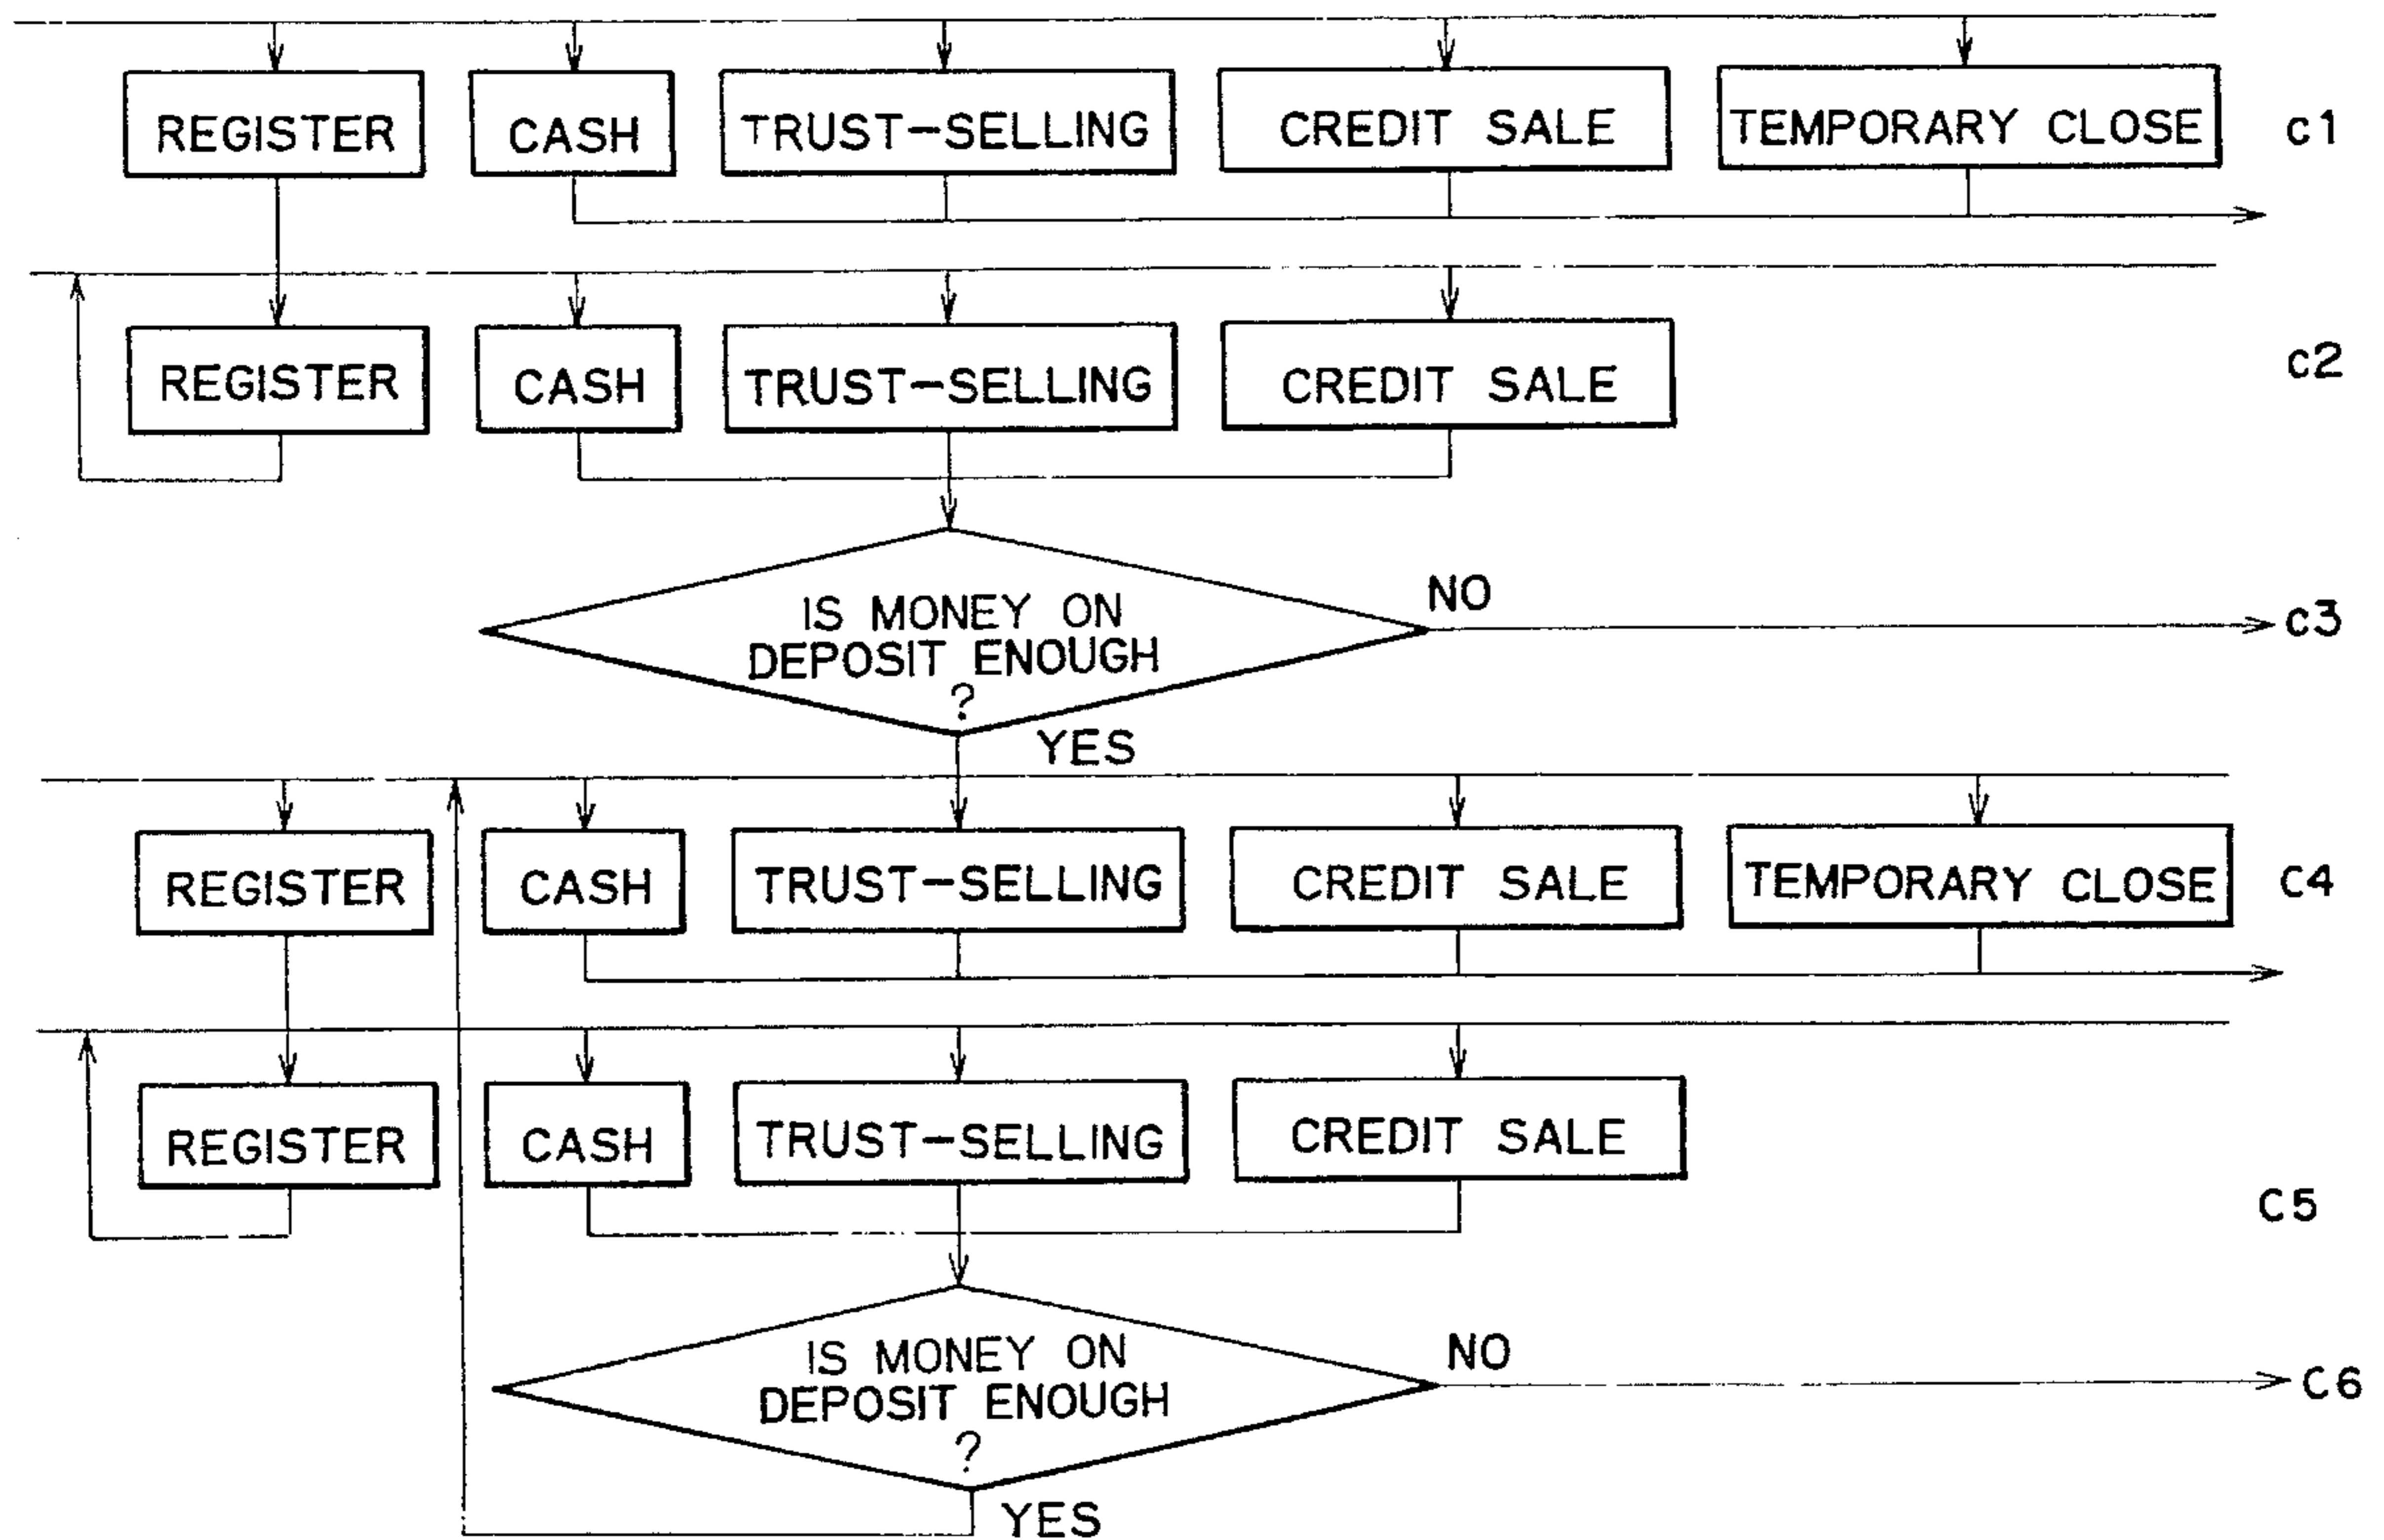 REGISTER CASH TRUST-SELLING CREDIT SALE TEMPORARY CLOSE c1
REGISTER CASH TRUST-SELLING CREDIT SALE c2
IS MONEY ON
DEPOSIT ENOUGH
?
NO
c3
YES
REGISTER CASH TRUST-SELLING CREDIT SALE TEMPORARY CLOSE C4
REGISTER CASH TRUST-SELLING CREDIT SALE
C5
IS MONEY ON
DEPOSIT ENOUGH
?
NO
C6
YES